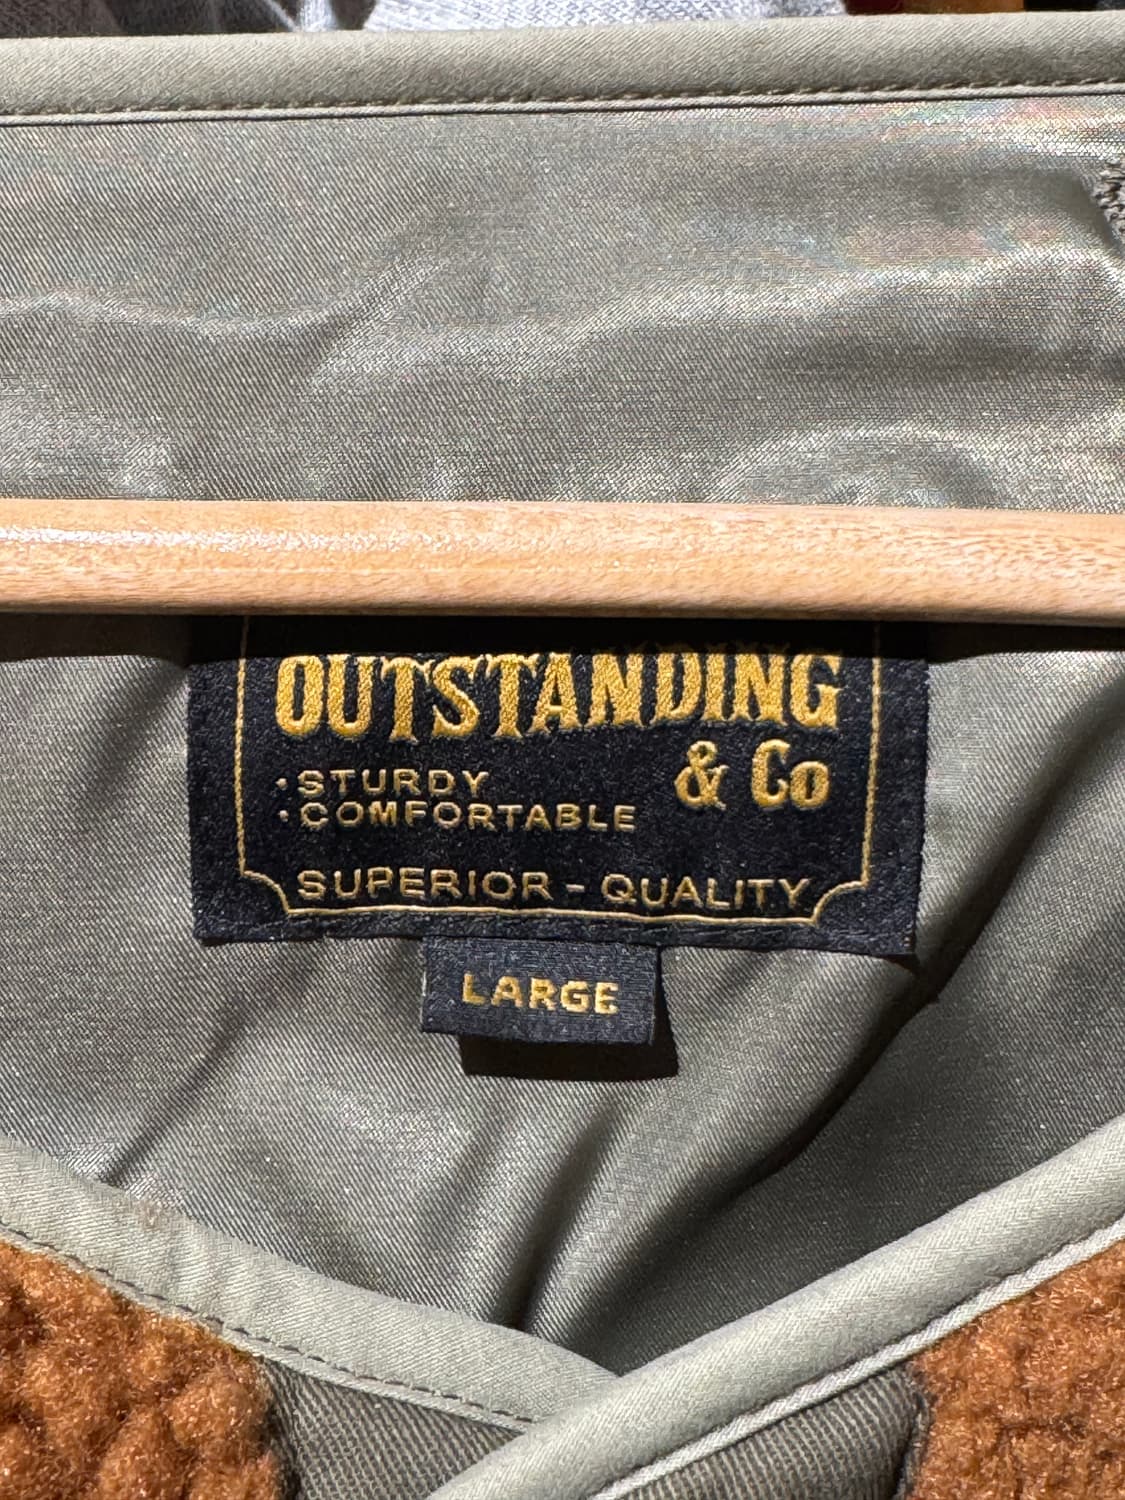 OUTSTANDING
& Co
· STURDY
· COMFORTABLE
SUPERIOR - QUALITY
LARGE